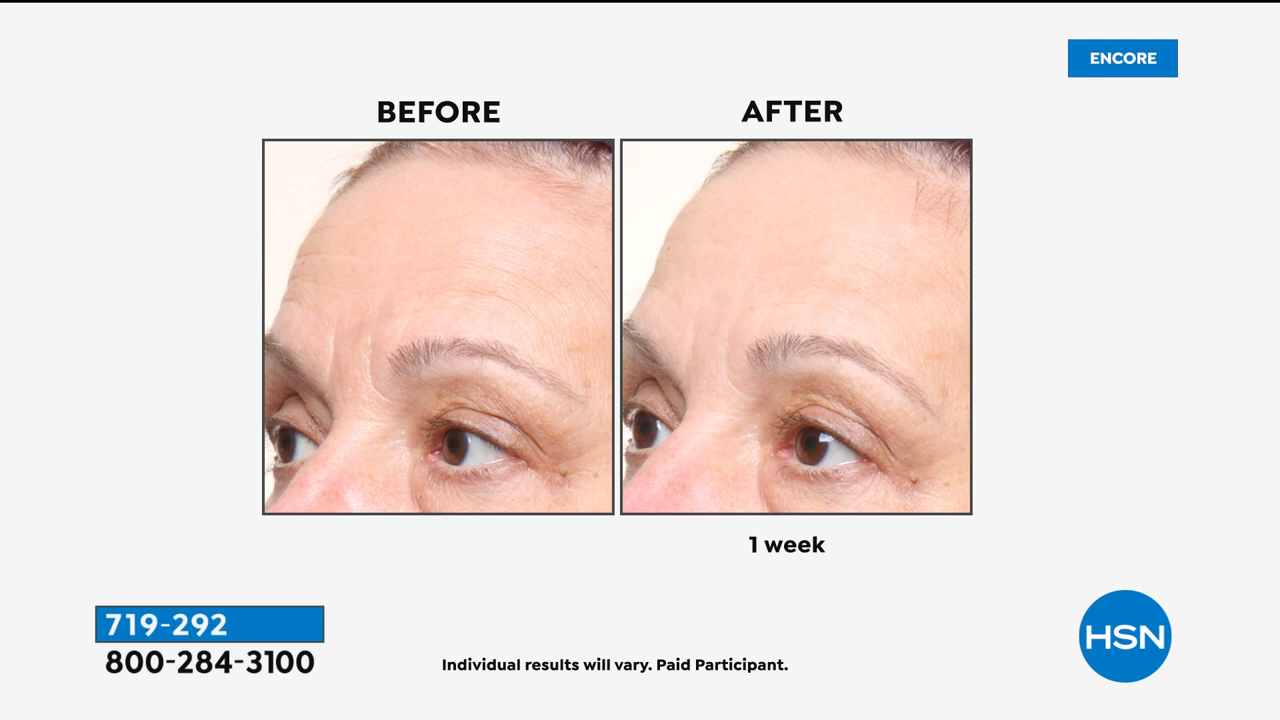 ENCORE
BEFORE
AFTER
1 week
719-292
800-284-3100
Individual results will vary. Paid Participant.
HSN